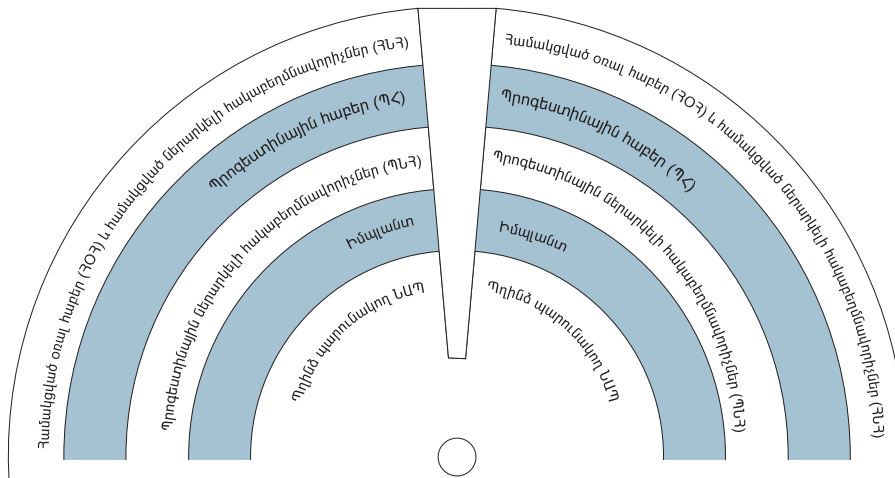 Համակցված օռալ հաբեր (ՀՕՀ) և համակցված ներարկելի հակաբեղմնավորիչներ (ՀՆՀ)
Պրոգեստինային հաբեր (ՊՀ)
Պրոգեստինային ներարկելի հակաբեղմնավորիչներ (ՊՆՀ)
Իմպլանտ
Պղինձ պարունակող ՆԱՊ
Համակցված օռալ հաբեր (ՀՕՀ) և համակցված ներարկելի հակաբեղմնավորիչներ (ՀՆՀ)
Պրոգեստինային հաբեր (ՊՀ)
Պրոգեստինային ներարկելի հակաբեղմնավորիչներ (ՊՆՀ)
Իմպլանտ
Պղինձ պարունակող ՆԱՊ